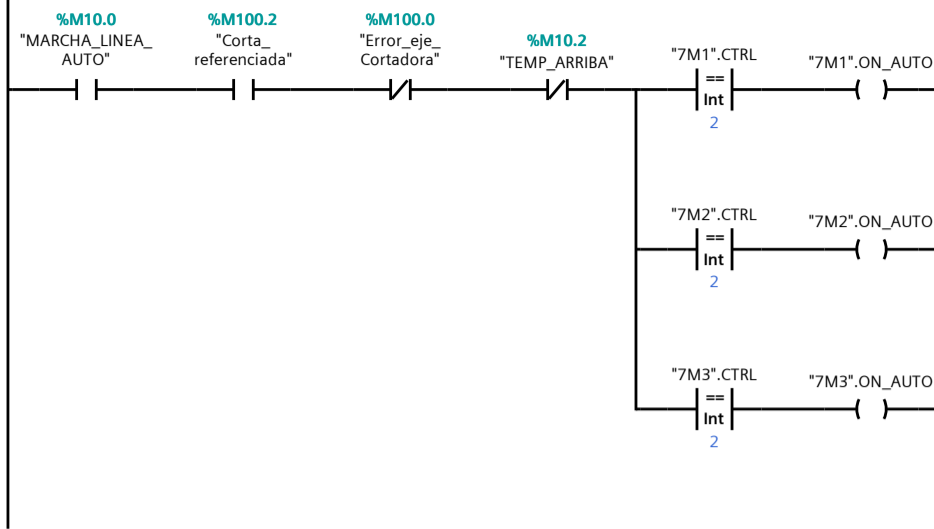 %M10.0
"MARCHA_LINEA_
AUTO"
%M100.2
"Corta_
referenciada"
%M100.0
"Error_eje_
Cortadora"
%M10.2
"TEMP_ARRIBA"
"7M1".CTRL
==
Int
2
"7M1".ON_AUTO
"7M2".CTRL
==
Int
2
"7M2".ON_AUTO
"7M3".CTRL
==
Int
2
"7M3".ON_AUTO